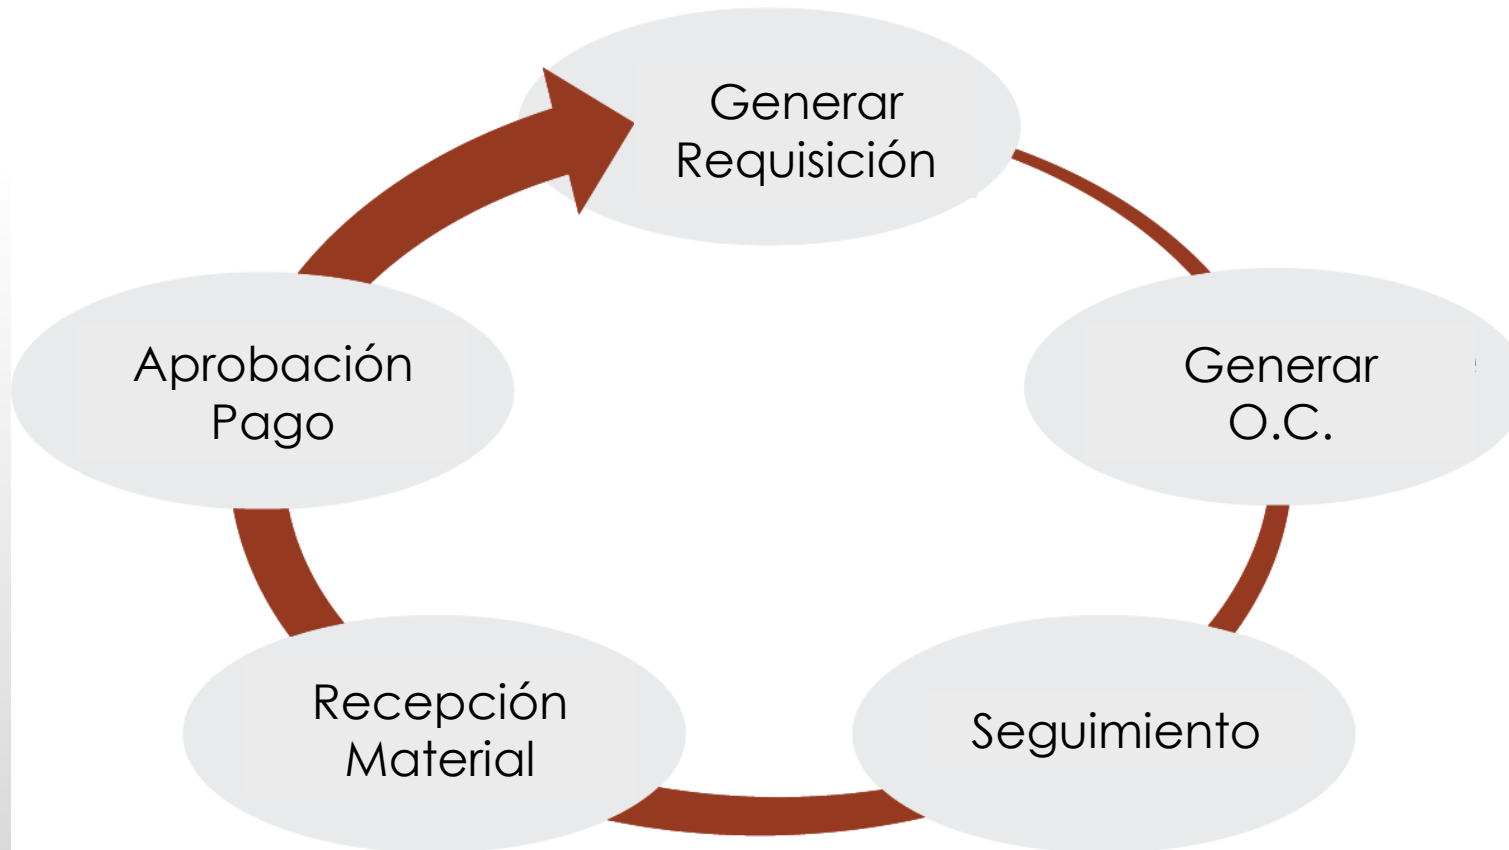 Generar
Requisición
Generar
O.C.
Seguimiento
Recepción
Material
Aprobación
Pago